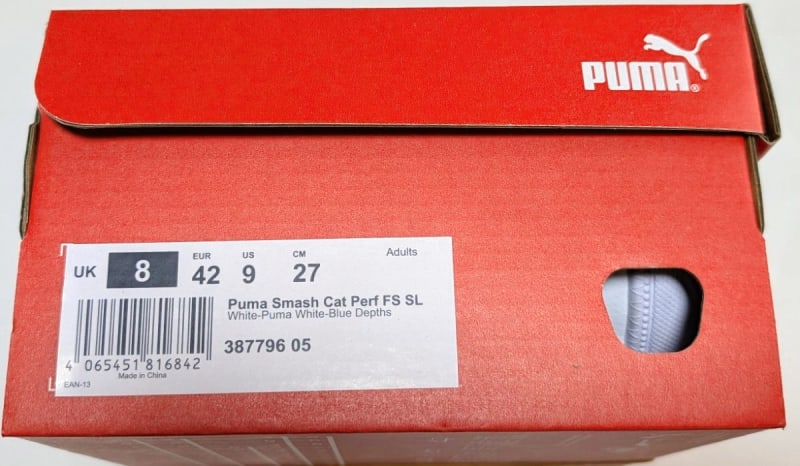 PUMA®
Adults
UK 8 EUR 42 US 9 CM 27
Puma Smash Cat Perf FS SL
White-Puma White-Blue Depths
387796 05
4 065451 816842
Made in China
EAN-13